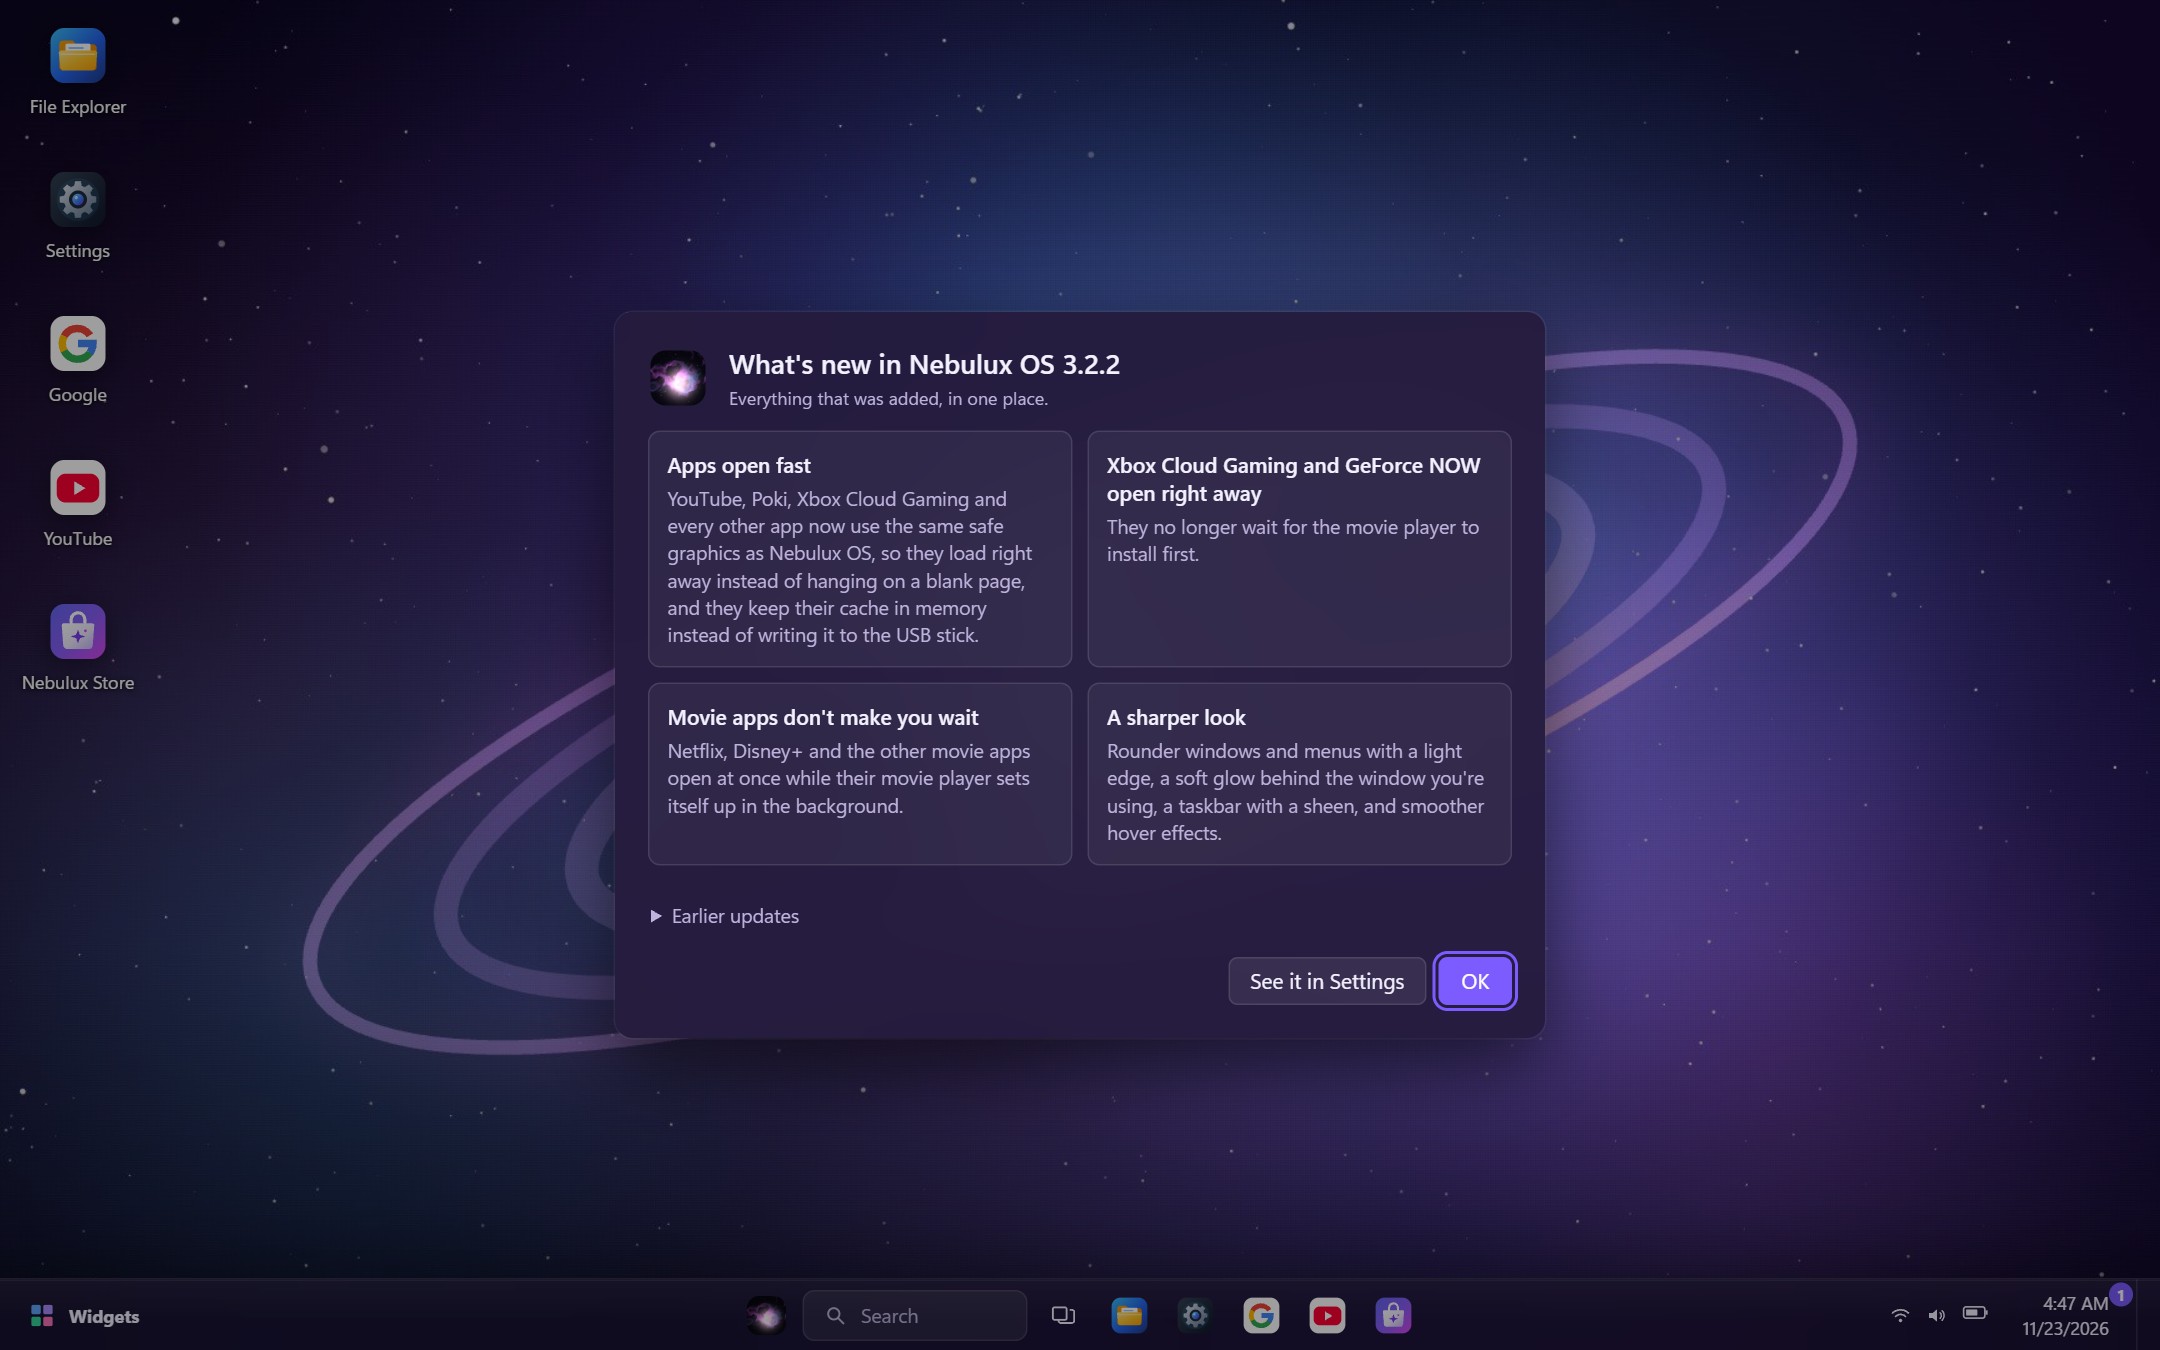 File Explorer
Settings
Google
YouTube
Nebulux Store
What's new in Nebulux OS 3.2.2
Everything that was added, in one place.
Apps open fast
YouTube, Poki, Xbox Cloud Gaming and
every other app now use the same safe
graphics as Nebulux OS, so they load right
away instead of hanging on a blank page,
and they keep their cache in memory
instead of writing it to the USB stick.
Xbox Cloud Gaming and GeForce NOW
open right away
They no longer wait for the movie player to
install first.
Movie apps don't make you wait
Netflix, Disney+ and the other movie apps
open at once while their movie player sets
itself up in the background.
A sharper look
Rounder windows and menus with a light
edge, a soft glow behind the window you're
using, a taskbar with a sheen, and smoother
hover effects.
Earlier updates
See it in Settings
OK
Widgets
Search
4:47 AM
1
11/23/2026